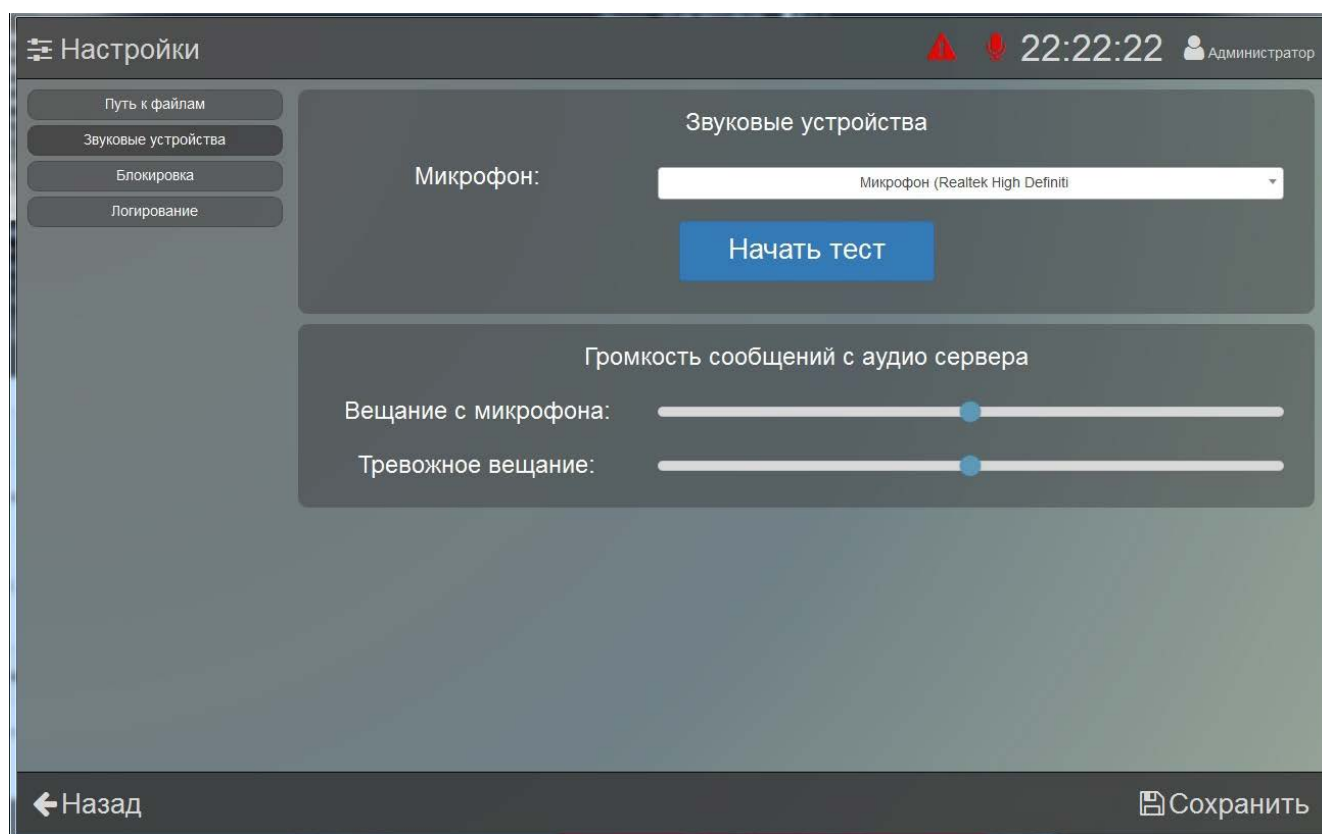 Настройки
22:22:22
Администратор
Путь к файлам
Звуковые устройства
Блокировка
Логирование
Звуковые устройства
Микрофон:
Микрофон (Realtek High Definiti
Начать тест
Громкость сообщений с аудио сервера
Вещание с микрофона:
Тревожное вещание:
Назад
Сохранить